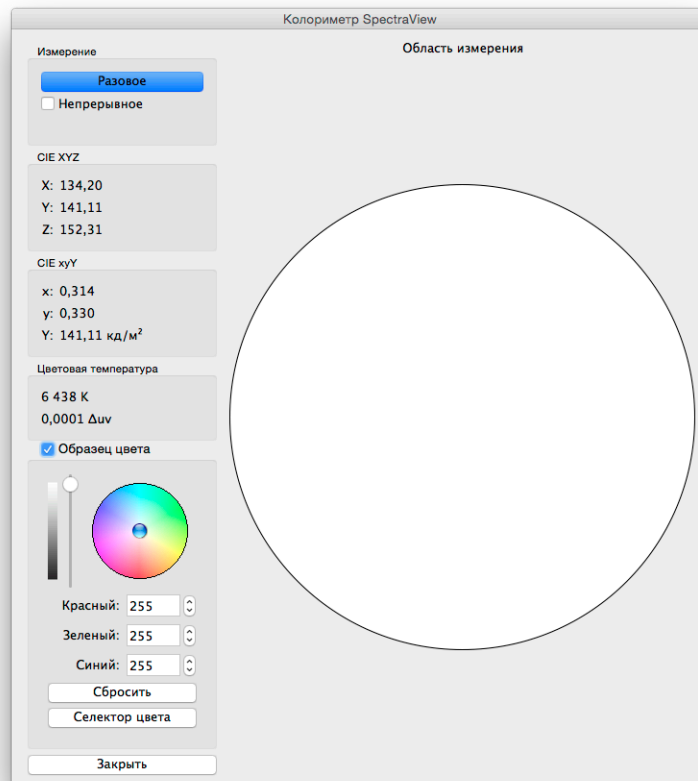 Колориметр SpectraView
Измерение
Разовое
Непрерывное
CIE XYZ
X: 134,20
Y: 141,11
Z: 152,31
CIE xyY
x: 0,314
y: 0,330
Y: 141,11 кд/м²
Цветовая температура
6 438 K
0,0001 Δuv
Образец цвета
Красный: 255
Зеленый: 255
Синий: 255
Сбросить
Селектор цвета
Закрыть
Область измерения